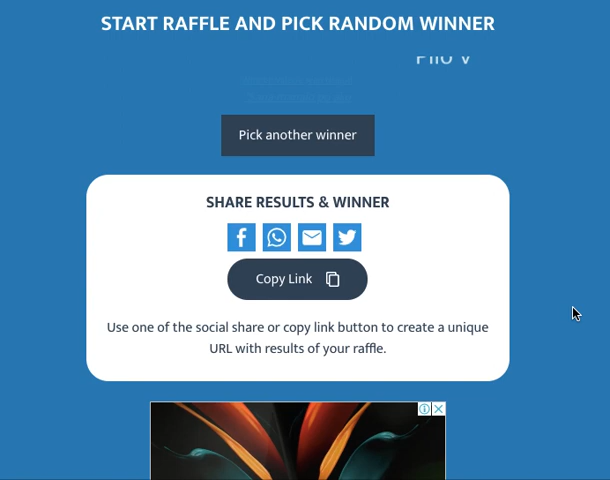 START RAFFLE AND PICK RANDOM WINNER
Pick another winner
SHARE RESULTS & WINNER
Copy Link
Use one of the social share or copy link button to create a unique
URL with results of your raffle.